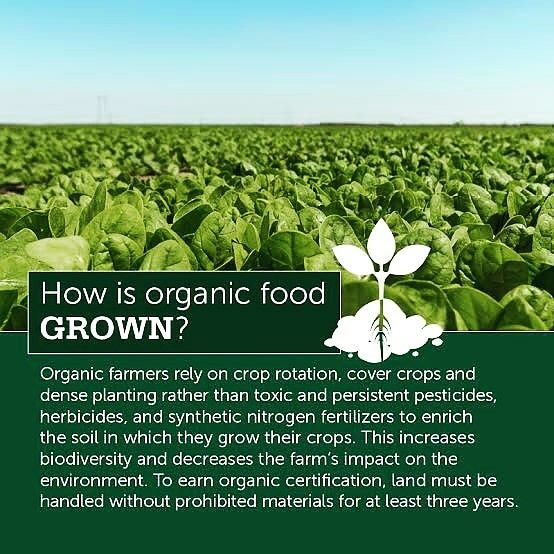 How is organic food
GROWN?
Organic farmers rely on crop rotation, cover crops and
dense planting rather than toxic and persistent pesticides,
herbicides, and synthetic nitrogen fertilizers to enrich
the soil in which they grow their crops. This increases
biodiversity and decreases the farm's impact on the
environment. To earn organic certification, land must be
handled without prohibited materials for at least three years.